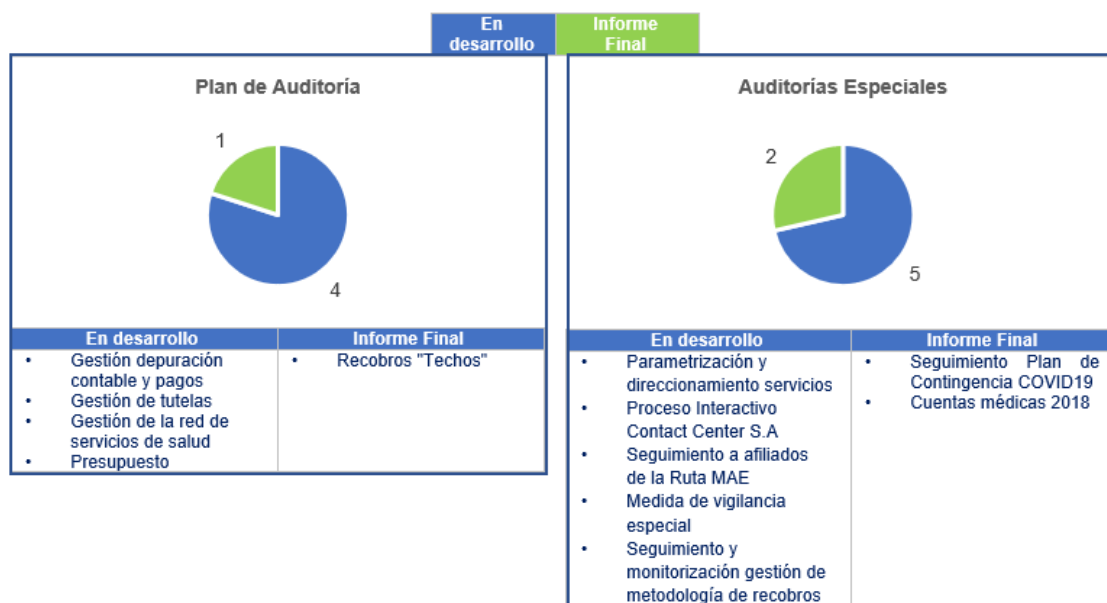 En
desarrollo
Informe
Final
Plan de Auditoría
1
4
En desarrollo
Informe Final
• Gestión depuración
contable y pagos
• Gestión de tutelas
• Gestión de la red de
servicios de salud
• Presupuesto
• Recobros "Techos"
Auditorías Especiales
2
5
En desarrollo
Informe Final
• Parametrización y
direccionamiento servicios
• Proceso Interactivo
Contact Center S.A
• Seguimiento a afiliados
de la Ruta MAE
• Medida de vigilancia
especial
• Seguimiento y
monitorización gestión de
metodología de recobros
• Seguimiento Plan de
Contingencia COVID19
• Cuentas médicas 2018